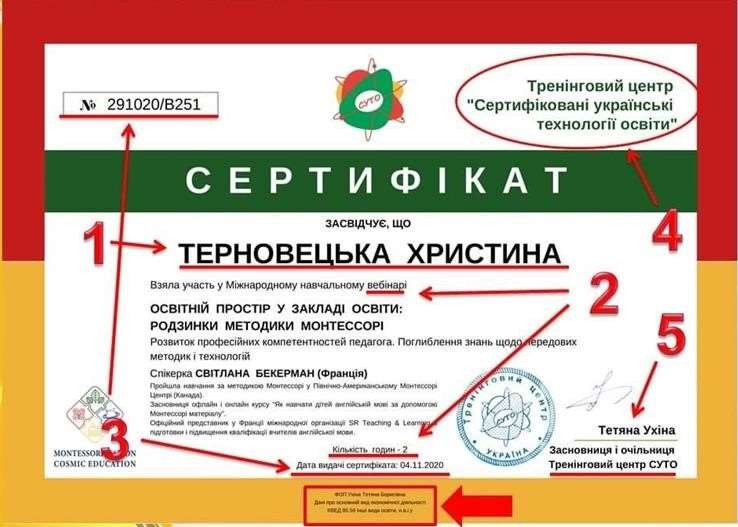 № 291020/В251
СУТО
Тренінговий центр
"Сертифіковані українські
технології освіти"
СЕРТИФІКАТ
4
ЗАСВІДЧУЄ, ЩО
1
ТЕРНОВЕЦЬКА ХРИСТИНА
Взяла участь у Міжнародному навчальному вебінарі
2
ОСВІТНІЙ ПРОСТІР У ЗАКЛАДІ ОСВІТИ:
РОДЗИНКИ МЕТОДИКИ МОНТЕССОРІ
5
Розвиток професійних компетентностей педагога. Поглиблення знань щодо передових
методик і технологій
Спікерка СВІТЛАНА БЕКЕРМАН (Франція)
Пройшла навчання за методикою Монтессорі у Північно-Американському Монтессорі
Центрі (Канада).
Засновниця офлайн і онлайн курсу "Як навчати дітей англійській мові за допомогою
Монтессорі матеріалу".
Офіційний представник у Франції міжнародної організації SR Teaching & Learning з
підготовки і підвищення кваліфікації вчителів англійської мови.
Тренінговий центр
СУТО
УКРАЇНА
Тетяна Ухіна
3
MONTESSORI
COSMIC EDUCATION
Кількість годин - 2
Дата видачі сертифіката: 04.11.2020
Засновниця і очільниця
Тренінговий центр СУТО
ФОП Ухіна Тетяна Борисівна
Дані про основний вид економічної діяльності
КВЕД 85.59 Інші види освіти, н.в.і.у